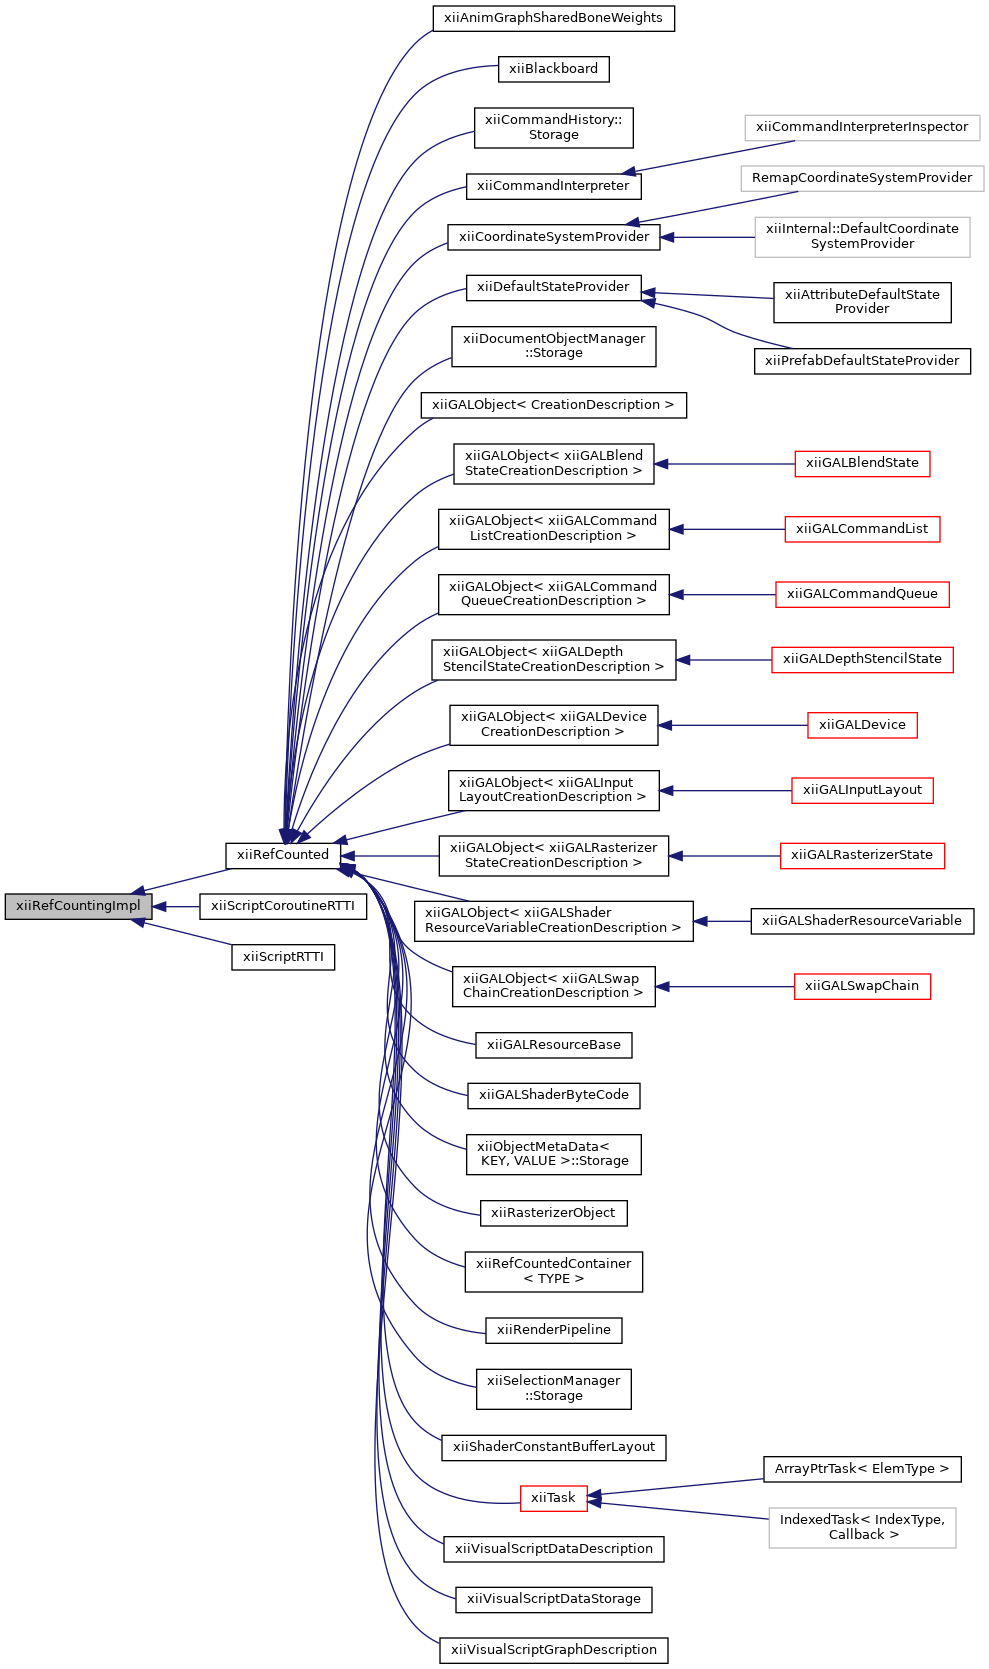 xiiAnimGraphSharedBoneWeights
xiiBlackboard
xiiCommandHistory::
Storage
xiiCommandInterpreterInspector
xiiCommandInterpreter
RemapCoordinateSystemProvider
xiiCoordinateSystemProvider
xiiInternal::DefaultCoordinate
SystemProvider
xiiDefaultStateProvider
xiiAttributeDefaultState
Provider
xiiPrefabDefaultStateProvider
xiiDocumentObjectManager
::Storage
xiiGALObject< CreationDescription >
xiiGALObject< xiiGALBlend
StateCreationDescription >
xiiGALBlendState
xiiGALObject< xiiGALCommand
ListCreationDescription >
xiiGALCommandList
xiiGALObject< xiiGALCommand
QueueCreationDescription >
xiiGALCommandQueue
xiiGALObject< xiiGALDepth
StencilStateCreationDescription >
xiiGALDepthStencilState
xiiGALObject< xiiGALDevice
CreationDescription >
xiiGALDevice
xiiGALObject< xiiGALInput
LayoutCreationDescription >
xiiGALInputLayout
xiiRefCounted
xiiGALObject< xiiGALRasterizer
StateCreationDescription >
xiiGALRasterizerState
xiiRefCountingImpl
xiiScriptCoroutineRTTI
xiiGALObject< xiiGALShader
ResourceVariableCreationDescription >
xiiGALShaderResourceVariable
xiiScriptRTTI
xiiGALObject< xiiGALSwap
ChainCreationDescription >
xiiGALSwapChain
xiiGALResourceBase
xiiGALShaderByteCode
xiiObjectMetaData<
KEY, VALUE >::Storage
xiiRasterizerObject
xiiRefCountedContainer
< TYPE >
xiiRenderPipeline
xiiSelectionManager
::Storage
xiiShaderConstantBufferLayout
xiiTask
ArrayPtrTask< ElemType >
IndexedTask< IndexType,
Callback >
xiiVisualScriptDataDescription
xiiVisualScriptDataStorage
xiiVisualScriptGraphDescription